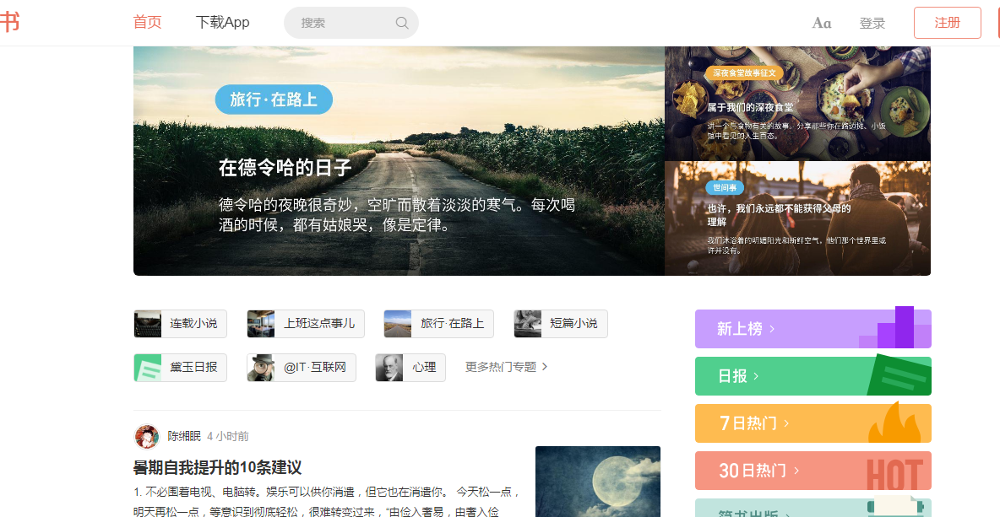 书
首页
下载App
搜索
Aa
登录
注册
旅行·在路上
在德令哈的日子
德令哈的夜晚很奇妙，空旷而散着淡淡的寒气。每次喝
酒的时候，都有姑娘哭，像是定律。
深夜食堂故事征文
属于我们的深夜食堂
讲一个与食物有关的故事，分享那些你在路边摊、小饭
馆中看见的人生百态。
世间事
也许，我们永远都不能获得父母的
理解
我们沐浴着的明媚阳光和新鲜空气，他们那个世界里或
许并没有。
连载小说
上班这点事儿
旅行·在路上
短篇小说
黛玉日报
@IT·互联网
心理
更多热门专题
新上榜
日报
7日热门
30日热门
HOT
简书出版
陈缃眠 4 小时前
暑期自我提升的10条建议
1. 不必围着电视、电脑转。娱乐可以供你消遣，但它也在消遣你。 今天松一点，
明天再松一点，等意识到彻底轻松，很难转变过来，“由俭入奢易，由奢入俭